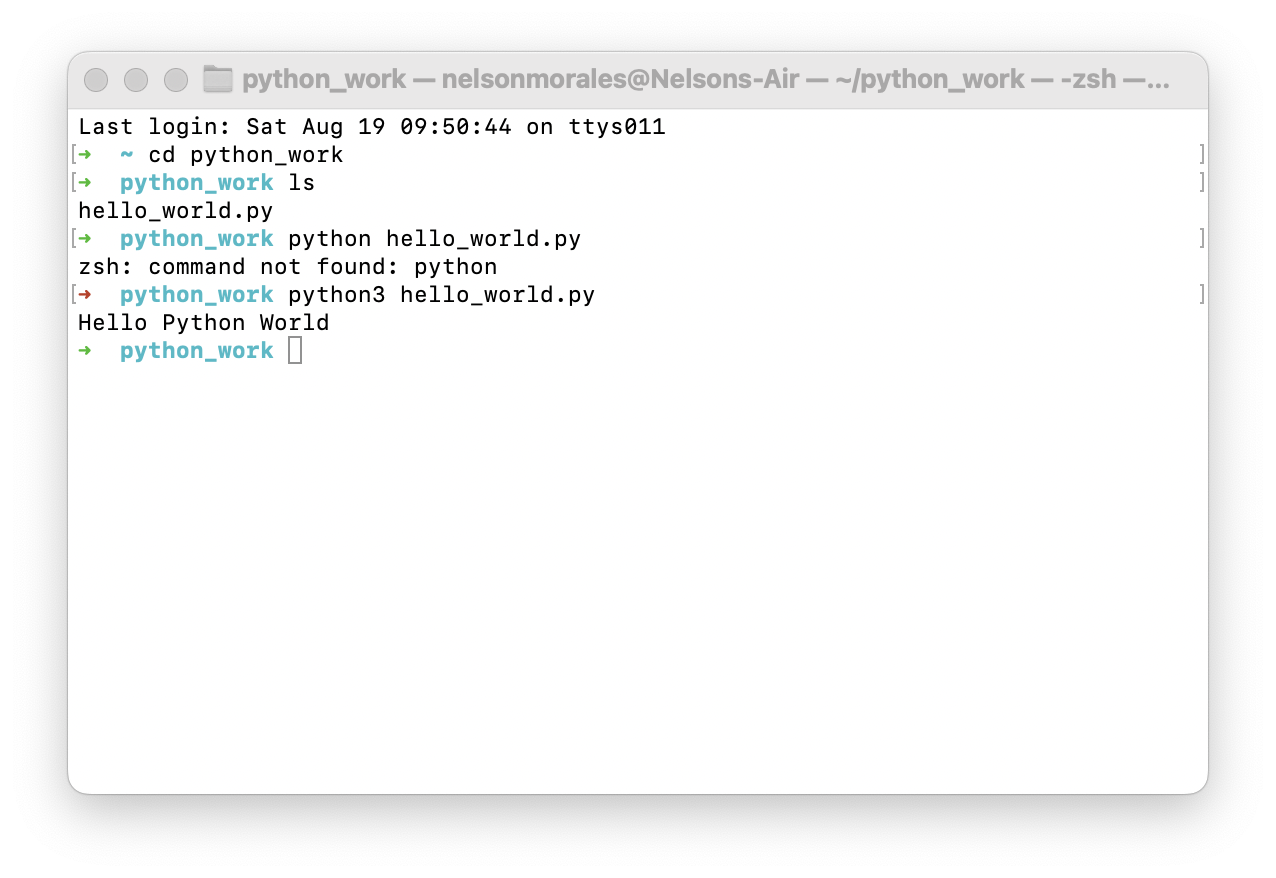 python_work — nelsonmorales@Nelsons-Air — ~/python_work — -zsh —...
Last login: Sat Aug 19 09:50:44 on ttys011
[➜  ~ cd python_work ]
[➜  python_work ls ]
hello_world.py
[➜  python_work python hello_world.py ]
zsh: command not found: python
[➜  python_work python3 hello_world.py ]
Hello Python World
➜  python_work